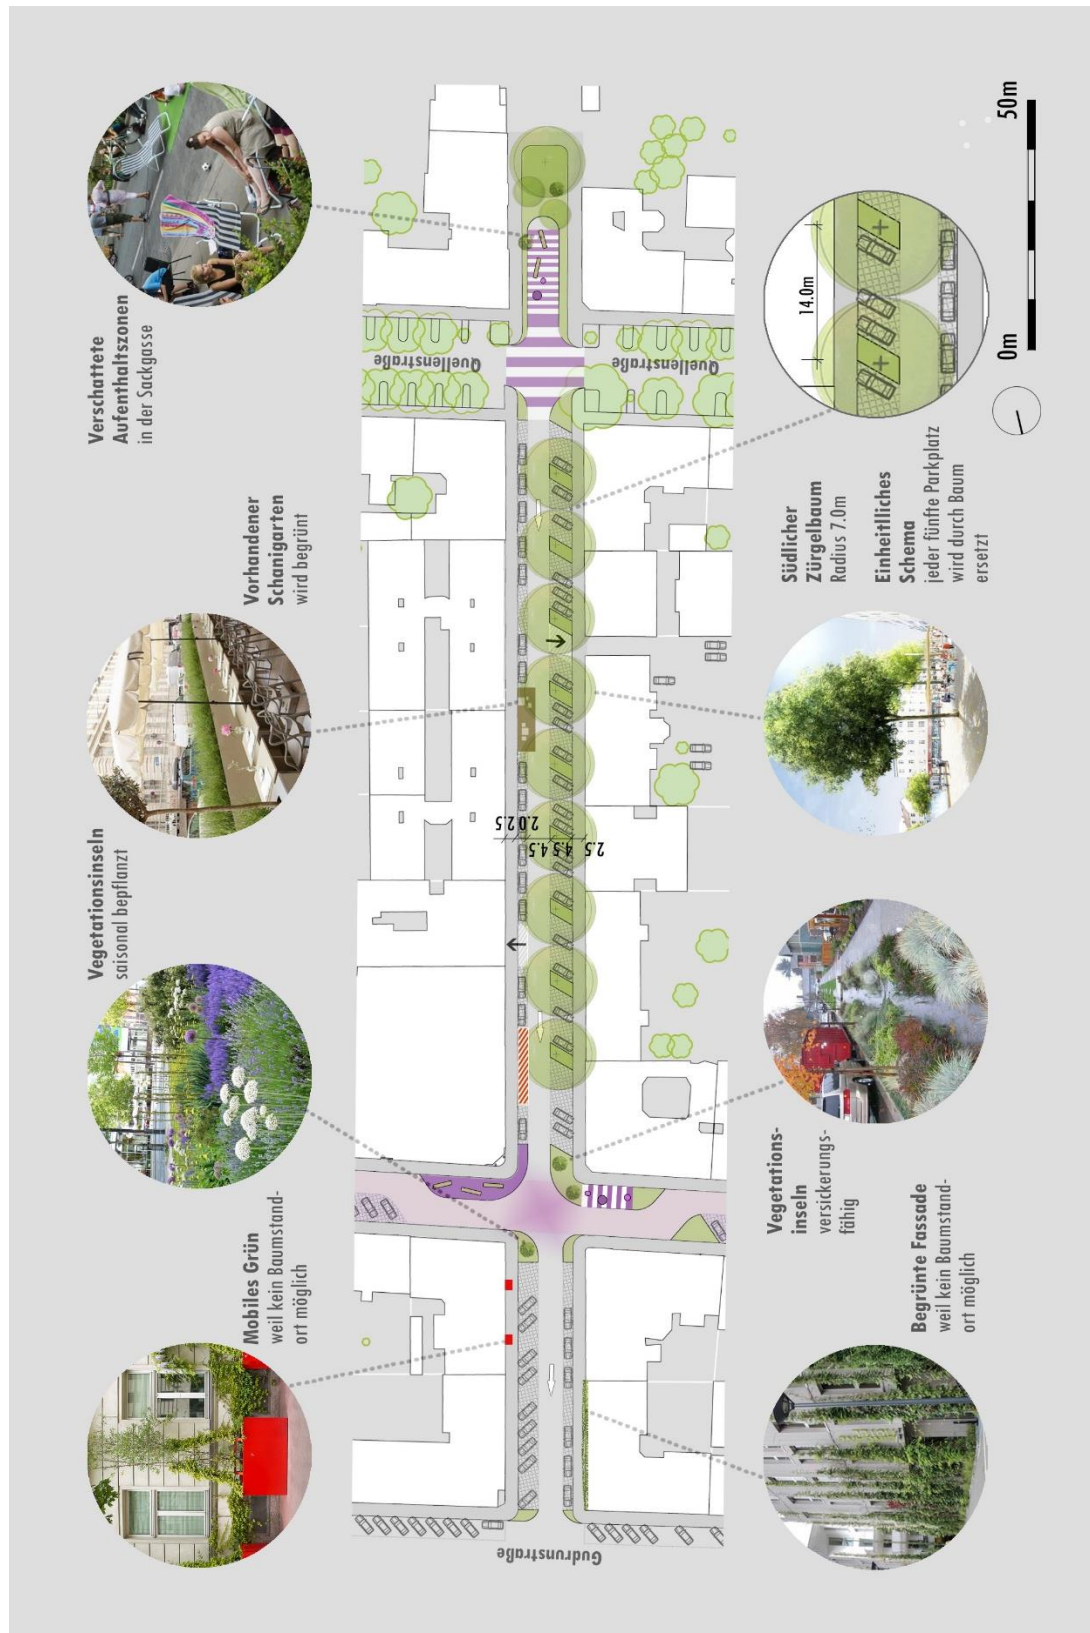 Mobiles Grün
weil kein Baumstand-
ort möglich
Vegetationsinseln
saisonal bepflanzt
Vorhandener
Schanigarten
wird begrünt
Verschattete
Aufenthaltszonen
in der Sackgasse
Gudrunstraße
2.5
2.0
4.5
4.5
2.5
Quellenstraße
Quellenstraße
Begrünte Fassade
weil kein Baumstand-
ort möglich
Vegetations-
inseln
versickerungs-
fähig
Südlicher
Zürgelbaum
Radius 7.0m
Einheitlliches
Schema
jeder fünfte Parkplatz
wird durch Baum
ersetzt
14.0m
0m
50m